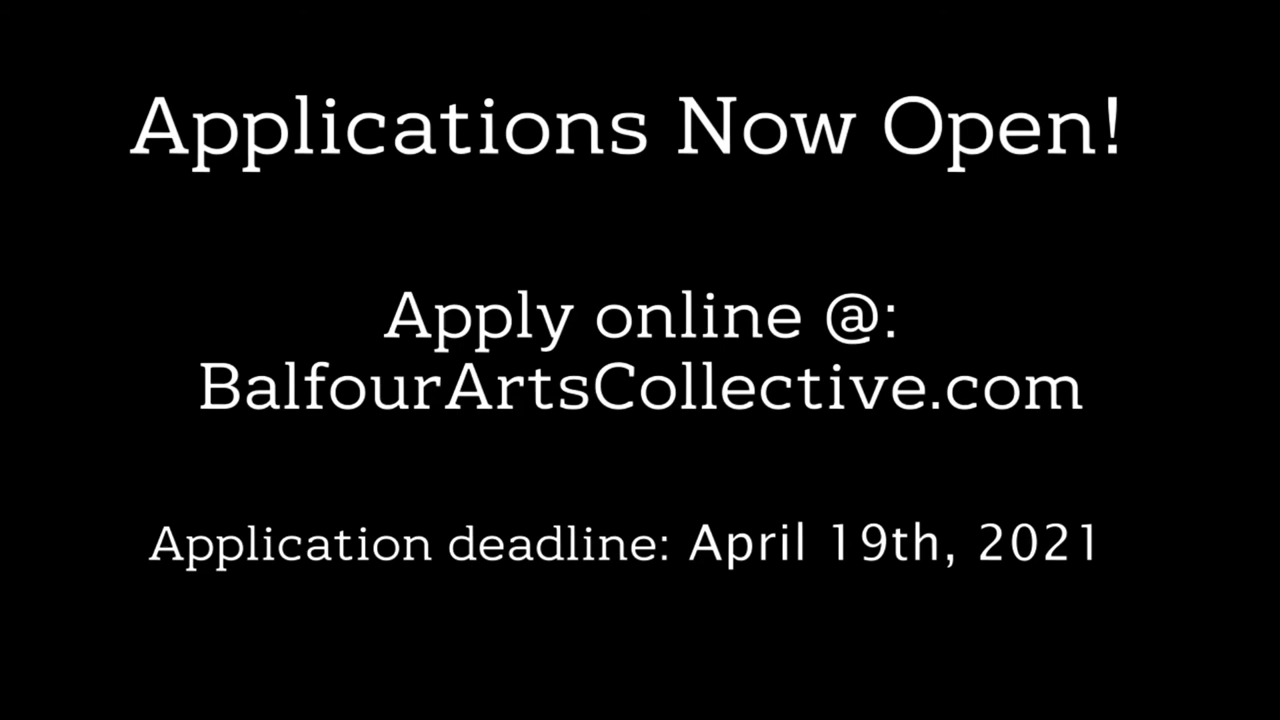 Applications Now Open!
Apply online @:
BalfourArtsCollective.com
Application deadline: April 19th, 2021